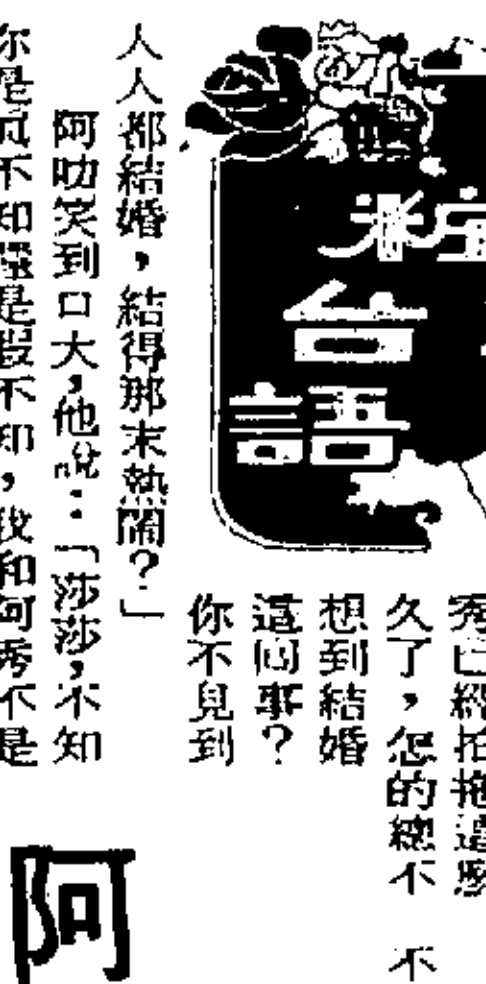 粧台
語
秀已經拍拖這麼
久了,怎的總不 不
想到結婚
這個事?
你不見到
人人都結婚,結得那末熱鬧?」
阿叻笑到口大,他說:「莎莎,不知
你是真不知還是假不知,我和阿秀不是
阿